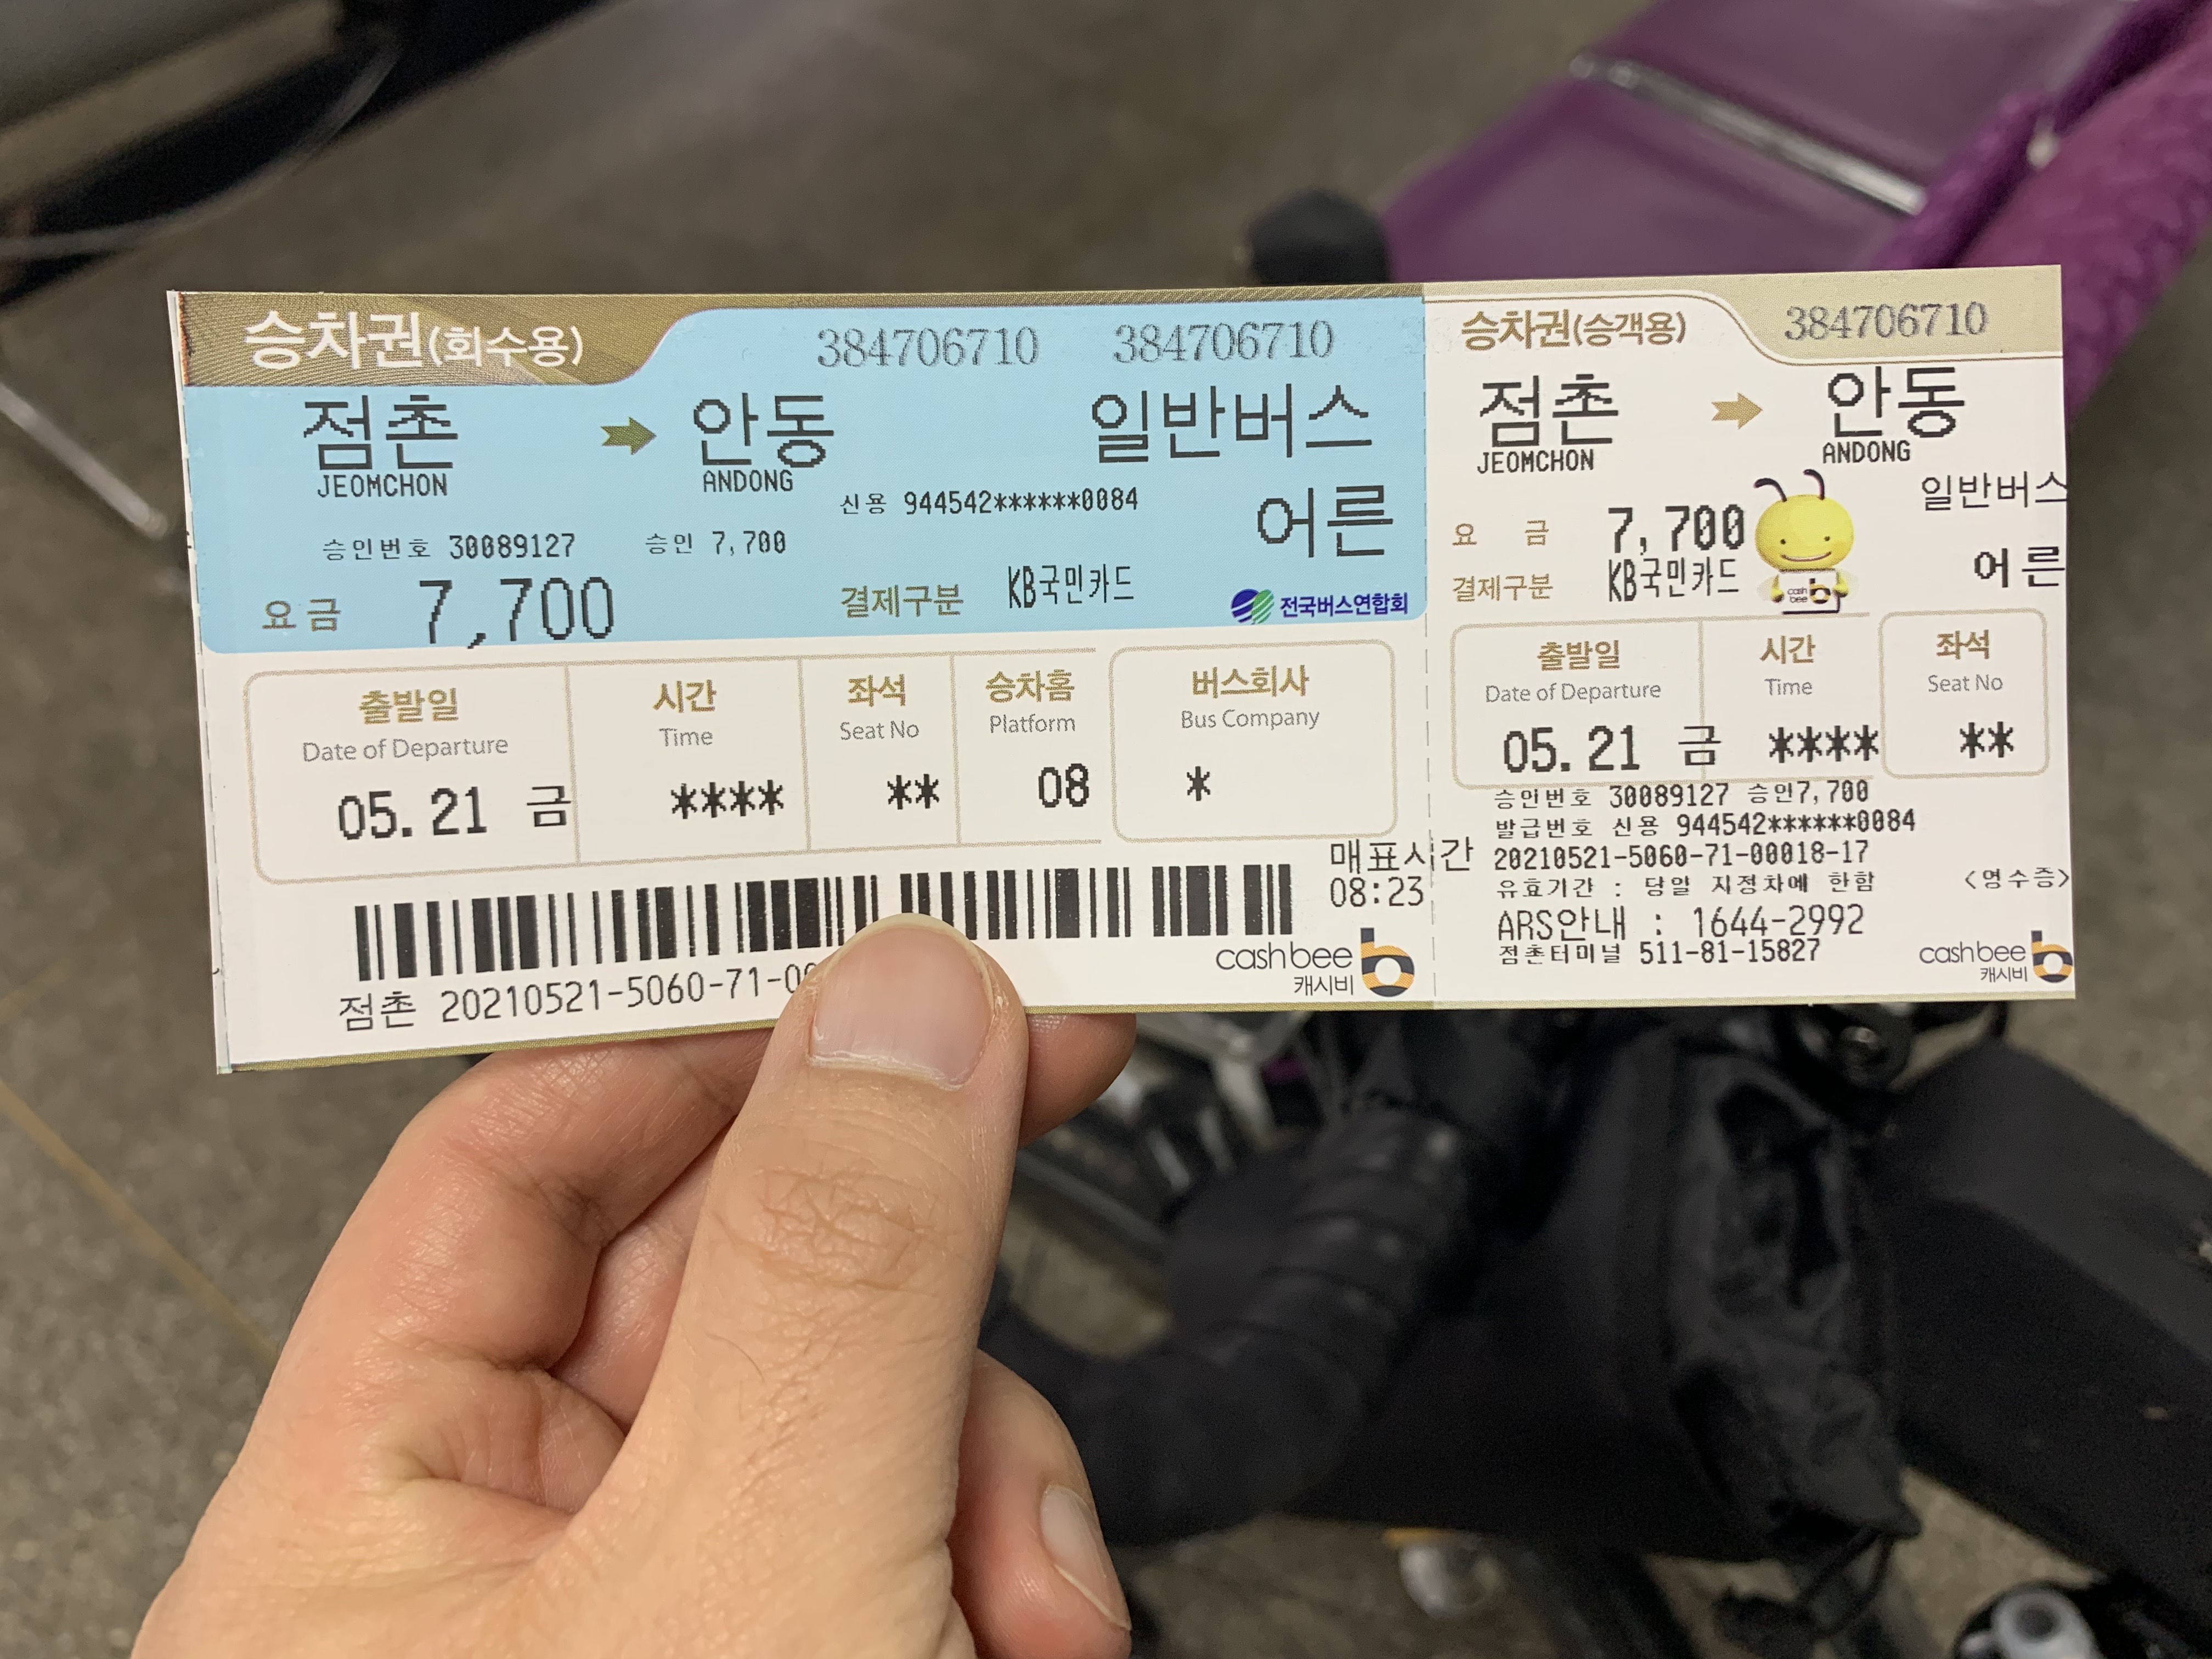 승차권(회수용) 384706710 384706710
점촌 안동 일반버스
JEOMCHON ANDONG
신용 944542******0084 어른
승인번호 30089127 승인 7,700
요금 7,700 결제구분 KB국민카드 전국버스연합회
출발일 시간 좌석 승차홈 버스회사
Date of Departure Time Seat No Platform Bus Company
05.21 금 **** ** 08 *
매표시간
08:23
cashbee
캐시비
점촌 20210521-5060-71-
승차권(승객용) 384706710
점촌 안동
JEOMCHON ANDONG
일반버스
요 금 7,700
어른
결제구분 KB국민카드
cash
bee
출발일 시간 좌석
Date of Departure Time Seat No
05.21 금 **** **
승인번호 30089127 승인7,700
발급번호 신용 944542******0084
20210521-5060-71-00018-17
유효기간 : 당일 지정차에 한함 <영수증>
ARS안내 : 1644-2992
점촌터미널 511-81-15827
cashbee
캐시비